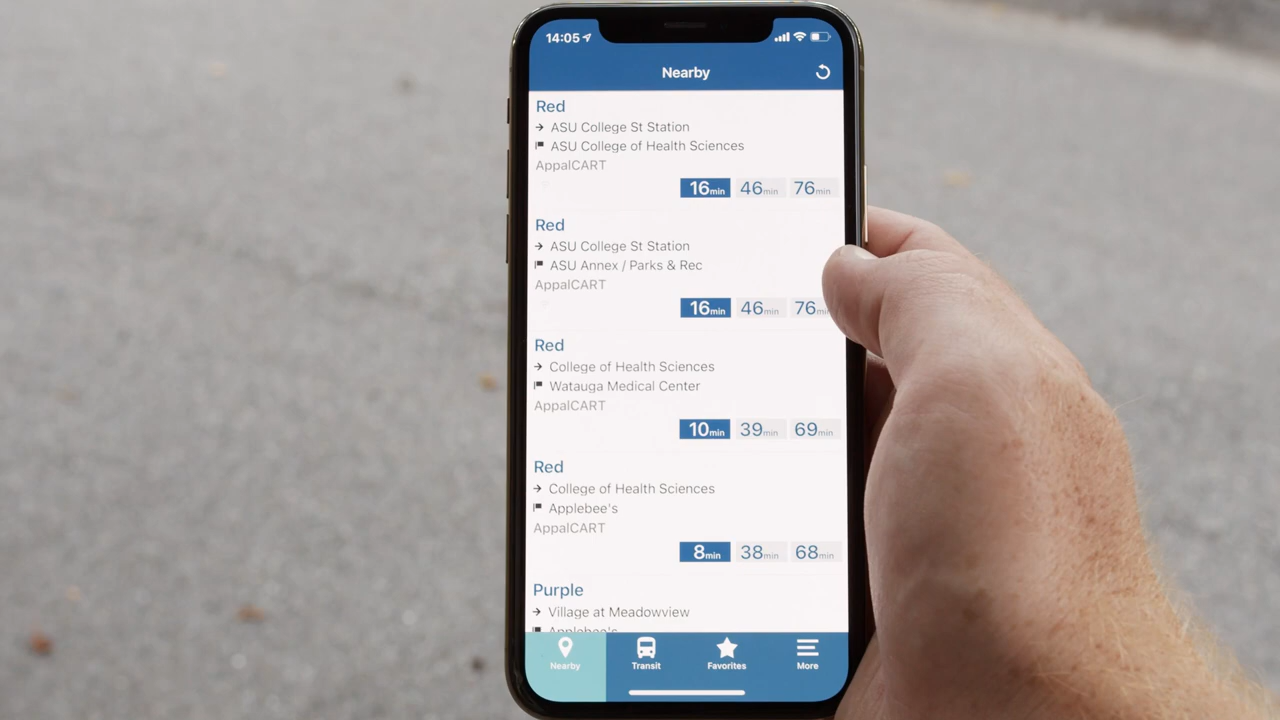 14:05
Nearby
Red
ASU College St Station
ASU College of Health Sciences
AppalCART
16min 46min 76min
Red
ASU College St Station
ASU Annex / Parks & Rec
AppalCART
16min 46min 76min
Red
College of Health Sciences
Watauga Medical Center
AppalCART
10min 39min 69min
Red
College of Health Sciences
Applebee's
AppalCART
8min 38min 68min
Purple
Village at Meadowview
Applebee's
Nearby Transit Favorites More